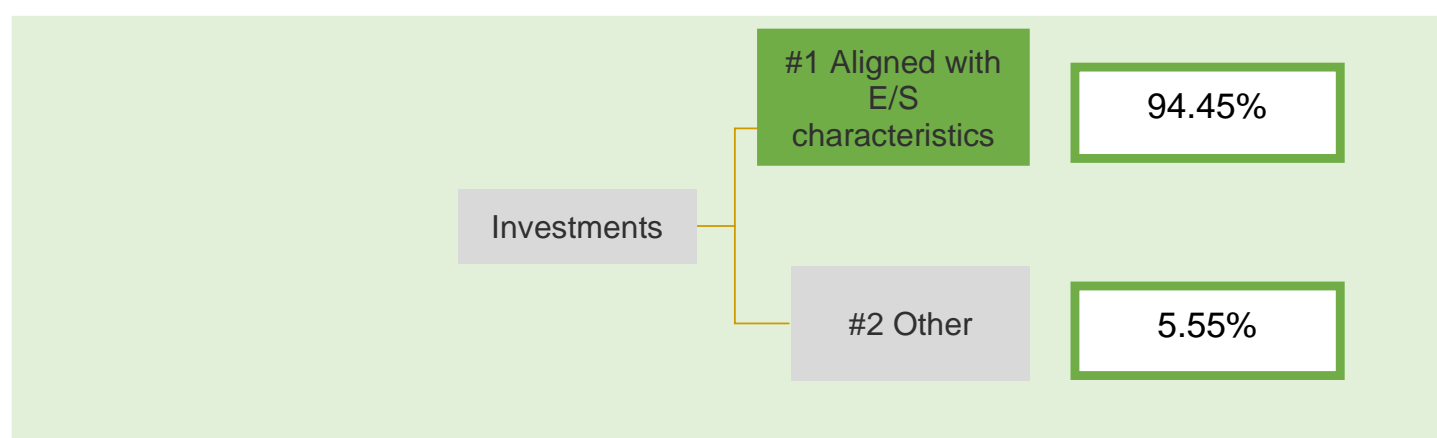 #1 Aligned with
E/S
characteristics
94.45%
Investments
#2 Other
5.55%